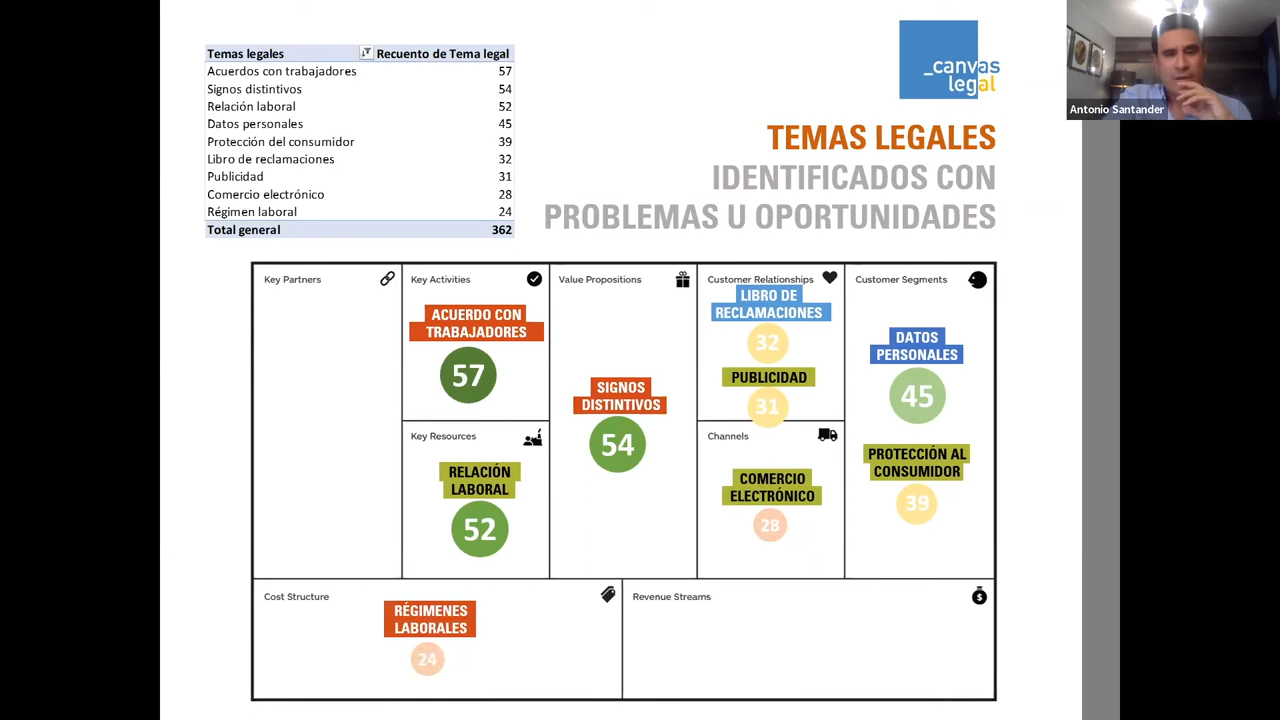 Temas legales Recuento de Tema legal
Acuerdos con trabajadores 57
Signos distintivos 54
Relación laboral 52
Datos personales 45
Protección del consumidor 39
Libro de reclamaciones 32
Publicidad 31
Comercio electrónico 28
Régimen laboral 24
Total general 362
_canvas
legal
Antonio Santander
TEMAS LEGALES
IDENTIFICADOS CON
PROBLEMAS U OPORTUNIDADES
Key Partners
Key Activities
ACUERDO CON
TRABAJADORES
57
Key Resources
RELACIÓN
LABORAL
52
Value Propositions
SIGNOS
DISTINTIVOS
54
Customer Relationships
LIBRO DE
RECLAMACIONES
32
PUBLICIDAD
31
Channels
COMERCIO
ELECTRÓNICO
28
Customer Segments
DATOS
PERSONALES
45
PROTECCIÓN AL
CONSUMIDOR
39
Cost Structure
RÉGIMENES
LABORALES
24
Revenue Streams
$